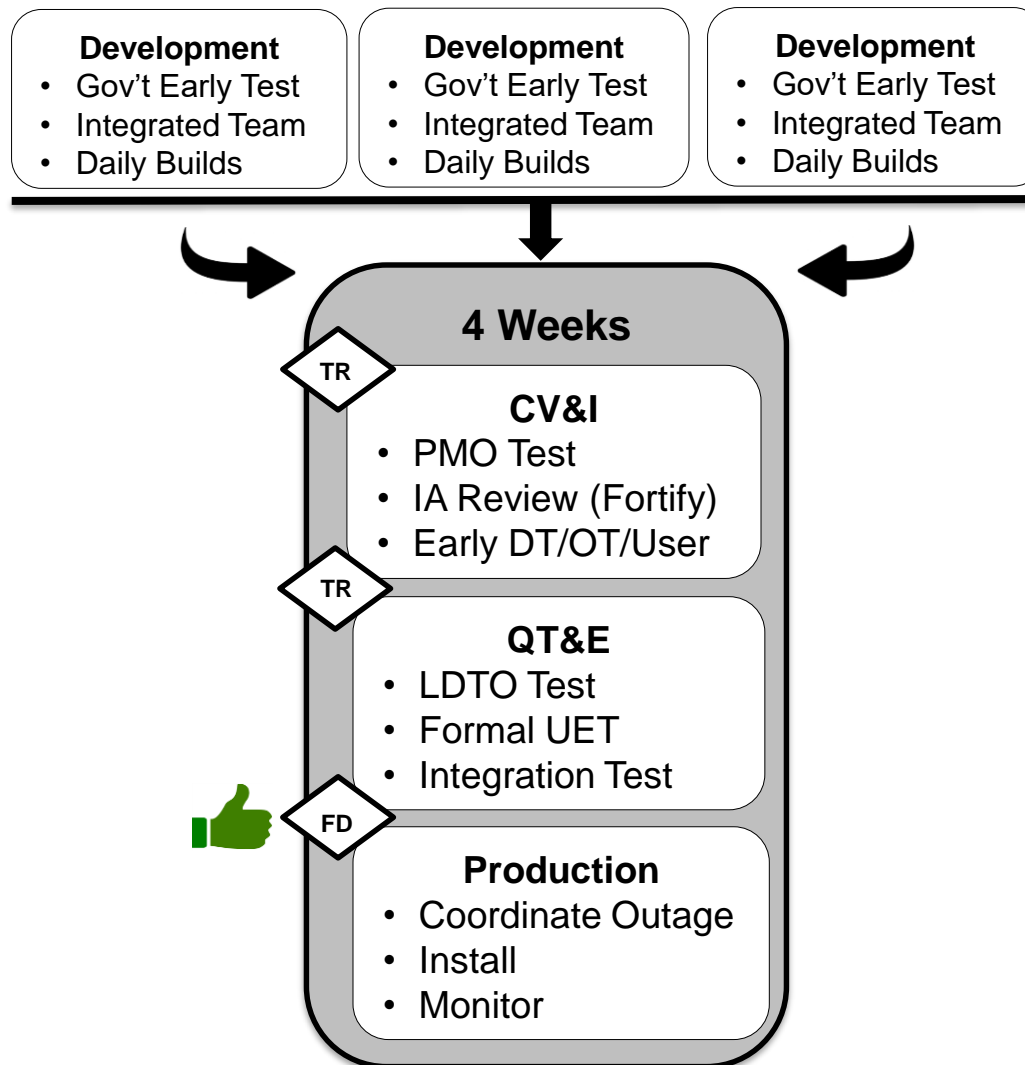 Development
• Gov't Early Test
• Integrated Team
• Daily Builds
Development
• Gov't Early Test
• Integrated Team
• Daily Builds
Development
• Gov't Early Test
• Integrated Team
• Daily Builds
4 Weeks
TR
CV&I
• PMO Test
• IA Review (Fortify)
• Early DT/OT/User
TR
QT&E
• LDTO Test
• Formal UET
• Integration Test
FD
Production
• Coordinate Outage
• Install
• Monitor